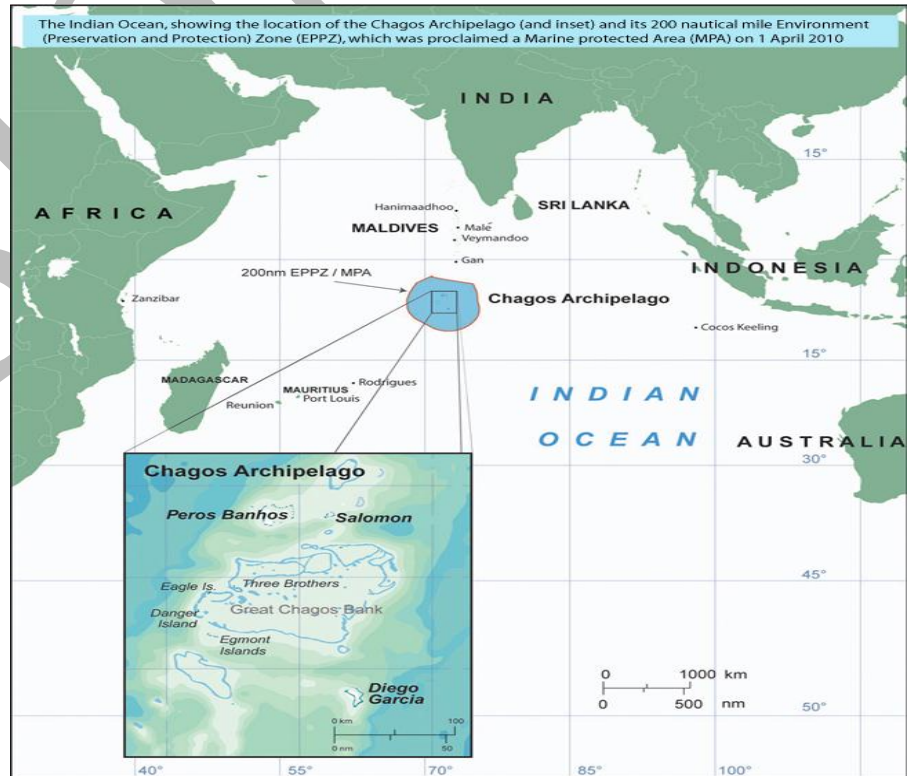 The Indian Ocean, showing the location of the Chagos Archipelago (and inset) and its 200 nautical mile Environment
(Preservation and Protection) Zone (EPPZ), which was proclaimed a Marine protected Area (MPA) on 1 April 2010
INDIA
15°
AFRICA
Hanimaadhoo
SRI LANKA
MALDIVES
Malé
Veymandoo
Gan
200nm EPPZ / MPA
INDONESIA
Chagos Archipelago
Zanzibar
Cocos Keeling
15°
MADAGASCAR
MAURITIUS
Rodrigues
Port Louis
Reunion
INDIAN
OCEAN
AUSTRALIA
30°
Chagos Archipelago
Peros Banhos
Salomon
45°
Eagle Is.
Three Brothers
Great Chagos Bank
Danger
Island
Egmont
Islands
0 1000 km
0 500 nm
Diego
Garcia
50°
0 km 100
0 nm 50
40° 55° 70° 85° 100°